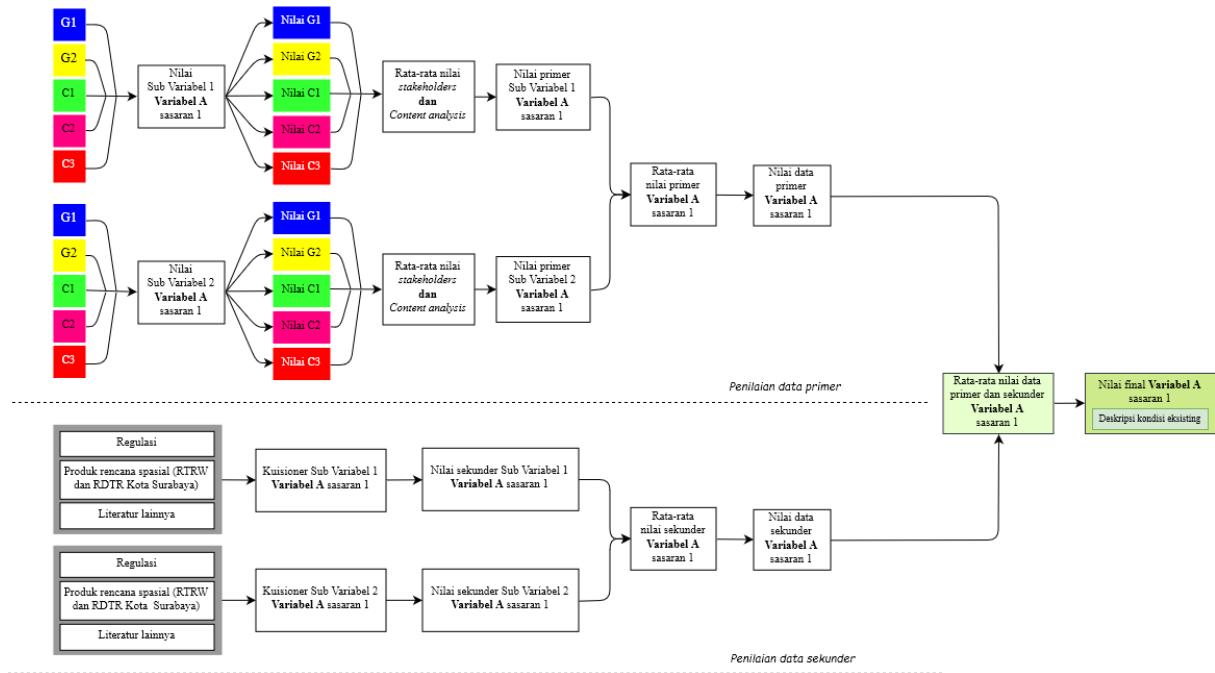 G1
G2
C1
C2
C3
Nilai
Sub Variabel 1
Variabel A
sasaran 1
Nilai G1
Nilai G2
Nilai C1
Nilai C2
Nilai C3
Rata-rata nilai
stakeholders
dan
Content analysis
Nilai primer
Sub Variabel 1
Variabel A
sasaran 1
G1
G2
C1
C2
C3
Nilai
Sub Variabel 2
Variabel A
sasaran 1
Nilai G1
Nilai G2
Nilai C1
Nilai C2
Nilai C3
Rata-rata nilai
stakeholders
dan
Content analysis
Nilai primer
Sub Variabel 2
Variabel A
sasaran 1
Rata-rata
nilai primer
Variabel A
sasaran 1
Nilai data
primer
Variabel A
sasaran 1
Penilaian data primer
Rata-rata nilai data
primer dan sekunder
Variabel A
sasaran 1
Nilai final Variabel A
sasaran 1
Deskripsi kondisi eksisting
Regulasi
Produk rencana spasial (RTRW
dan RDTR Kota Surabaya)
Literatur lainnya
Kuisioner Sub Variabel 1
Variabel A sasaran 1
Nilai sekunder Sub Variabel 1
Variabel A sasaran 1
Regulasi
Produk rencana spasial (RTRW
dan RDTR Kota Surabaya)
Literatur lainnya
Kuisioner Sub Variabel 2
Variabel A sasaran 1
Nilai sekunder Sub Variabel 2
Variabel A sasaran 1
Rata-rata
nilai sekunder
Variabel A
sasaran 1
Nilai data
sekunder
Variabel A
sasaran 1
Penilaian data sekunder